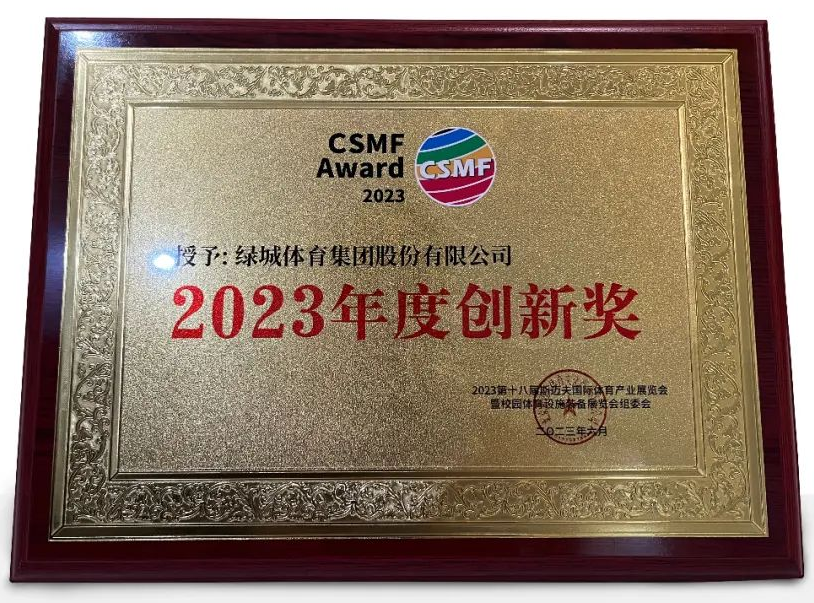 CSMF
Award
2023
CSMF
授予: 绿城体育集团股份有限公司
2023年度创新奖
2023第十八届斯迈夫国际体育产业展览会
暨校园体育设施装备展览会组委会
二〇二三年六月